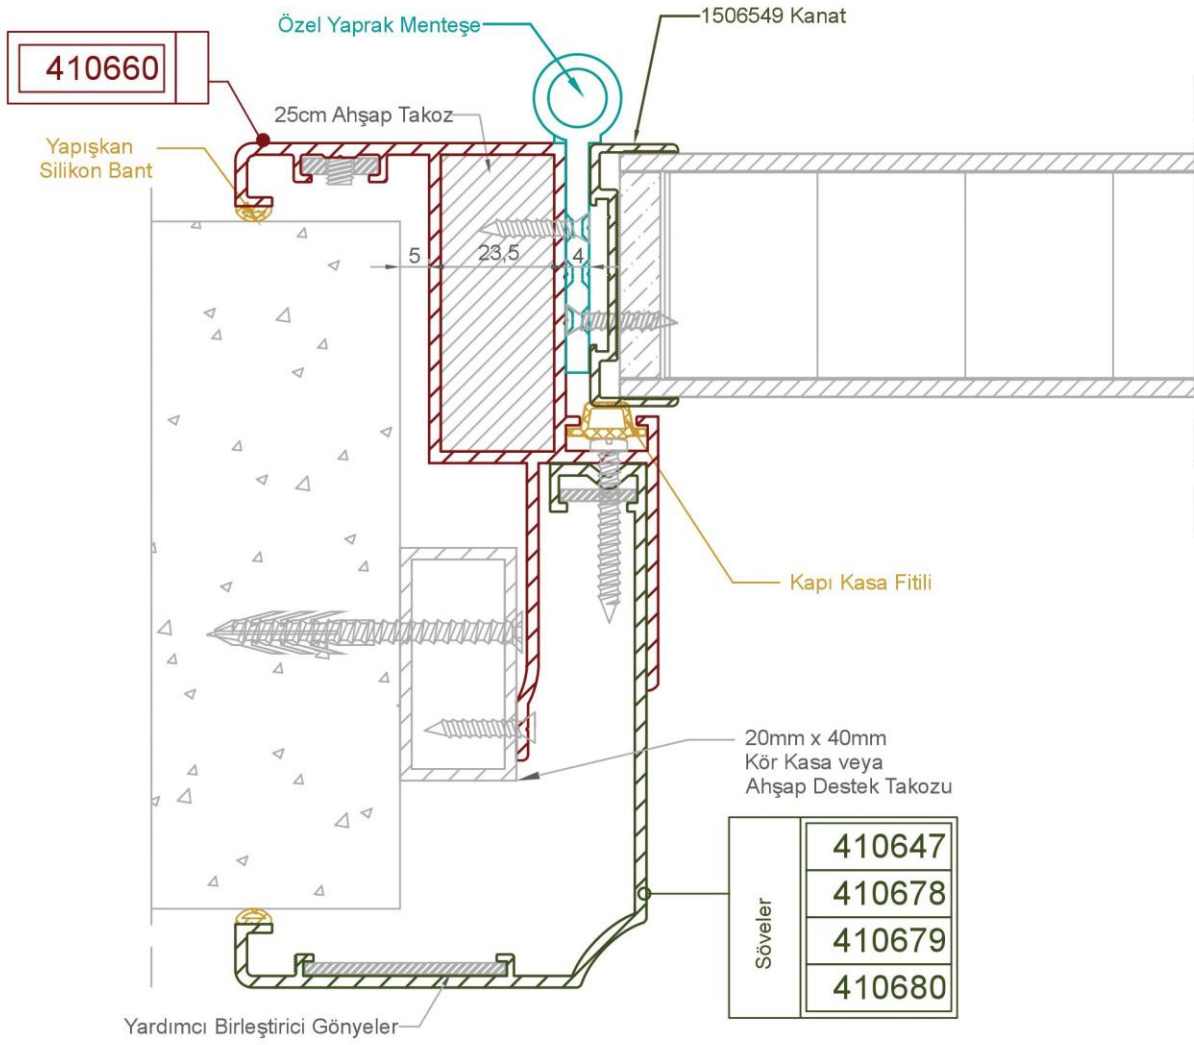 Özel Yaprak Menteşe
1506549 Kanat
410660
25cm Ahşap Takoz
Yapışkan
Silikon Bant
5
23,5
4
Kapı Kasa Fitili
20mm x 40mm
Kör Kasa veya
Ahşap Destek Takozu
Söveler
410647
410678
410679
410680
Yardımcı Birleştirici Gönyeler